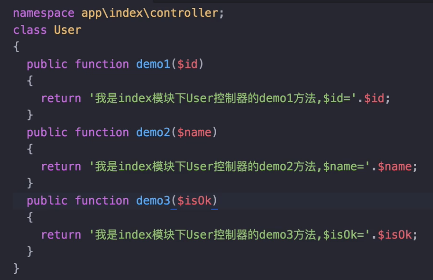 namespace app\index\controller;
class User
{
public function demo1($id)
{
return '我是index模块下User控制器的demo1方法,$id='.$id;
}
public function demo2($name)
{
return '我是index模块下User控制器的demo2方法,$name='.$name;
}
public function demo3($isOk)
{
return '我是index模块下User控制器的demo3方法,$isOk='.$isOk;
}
}